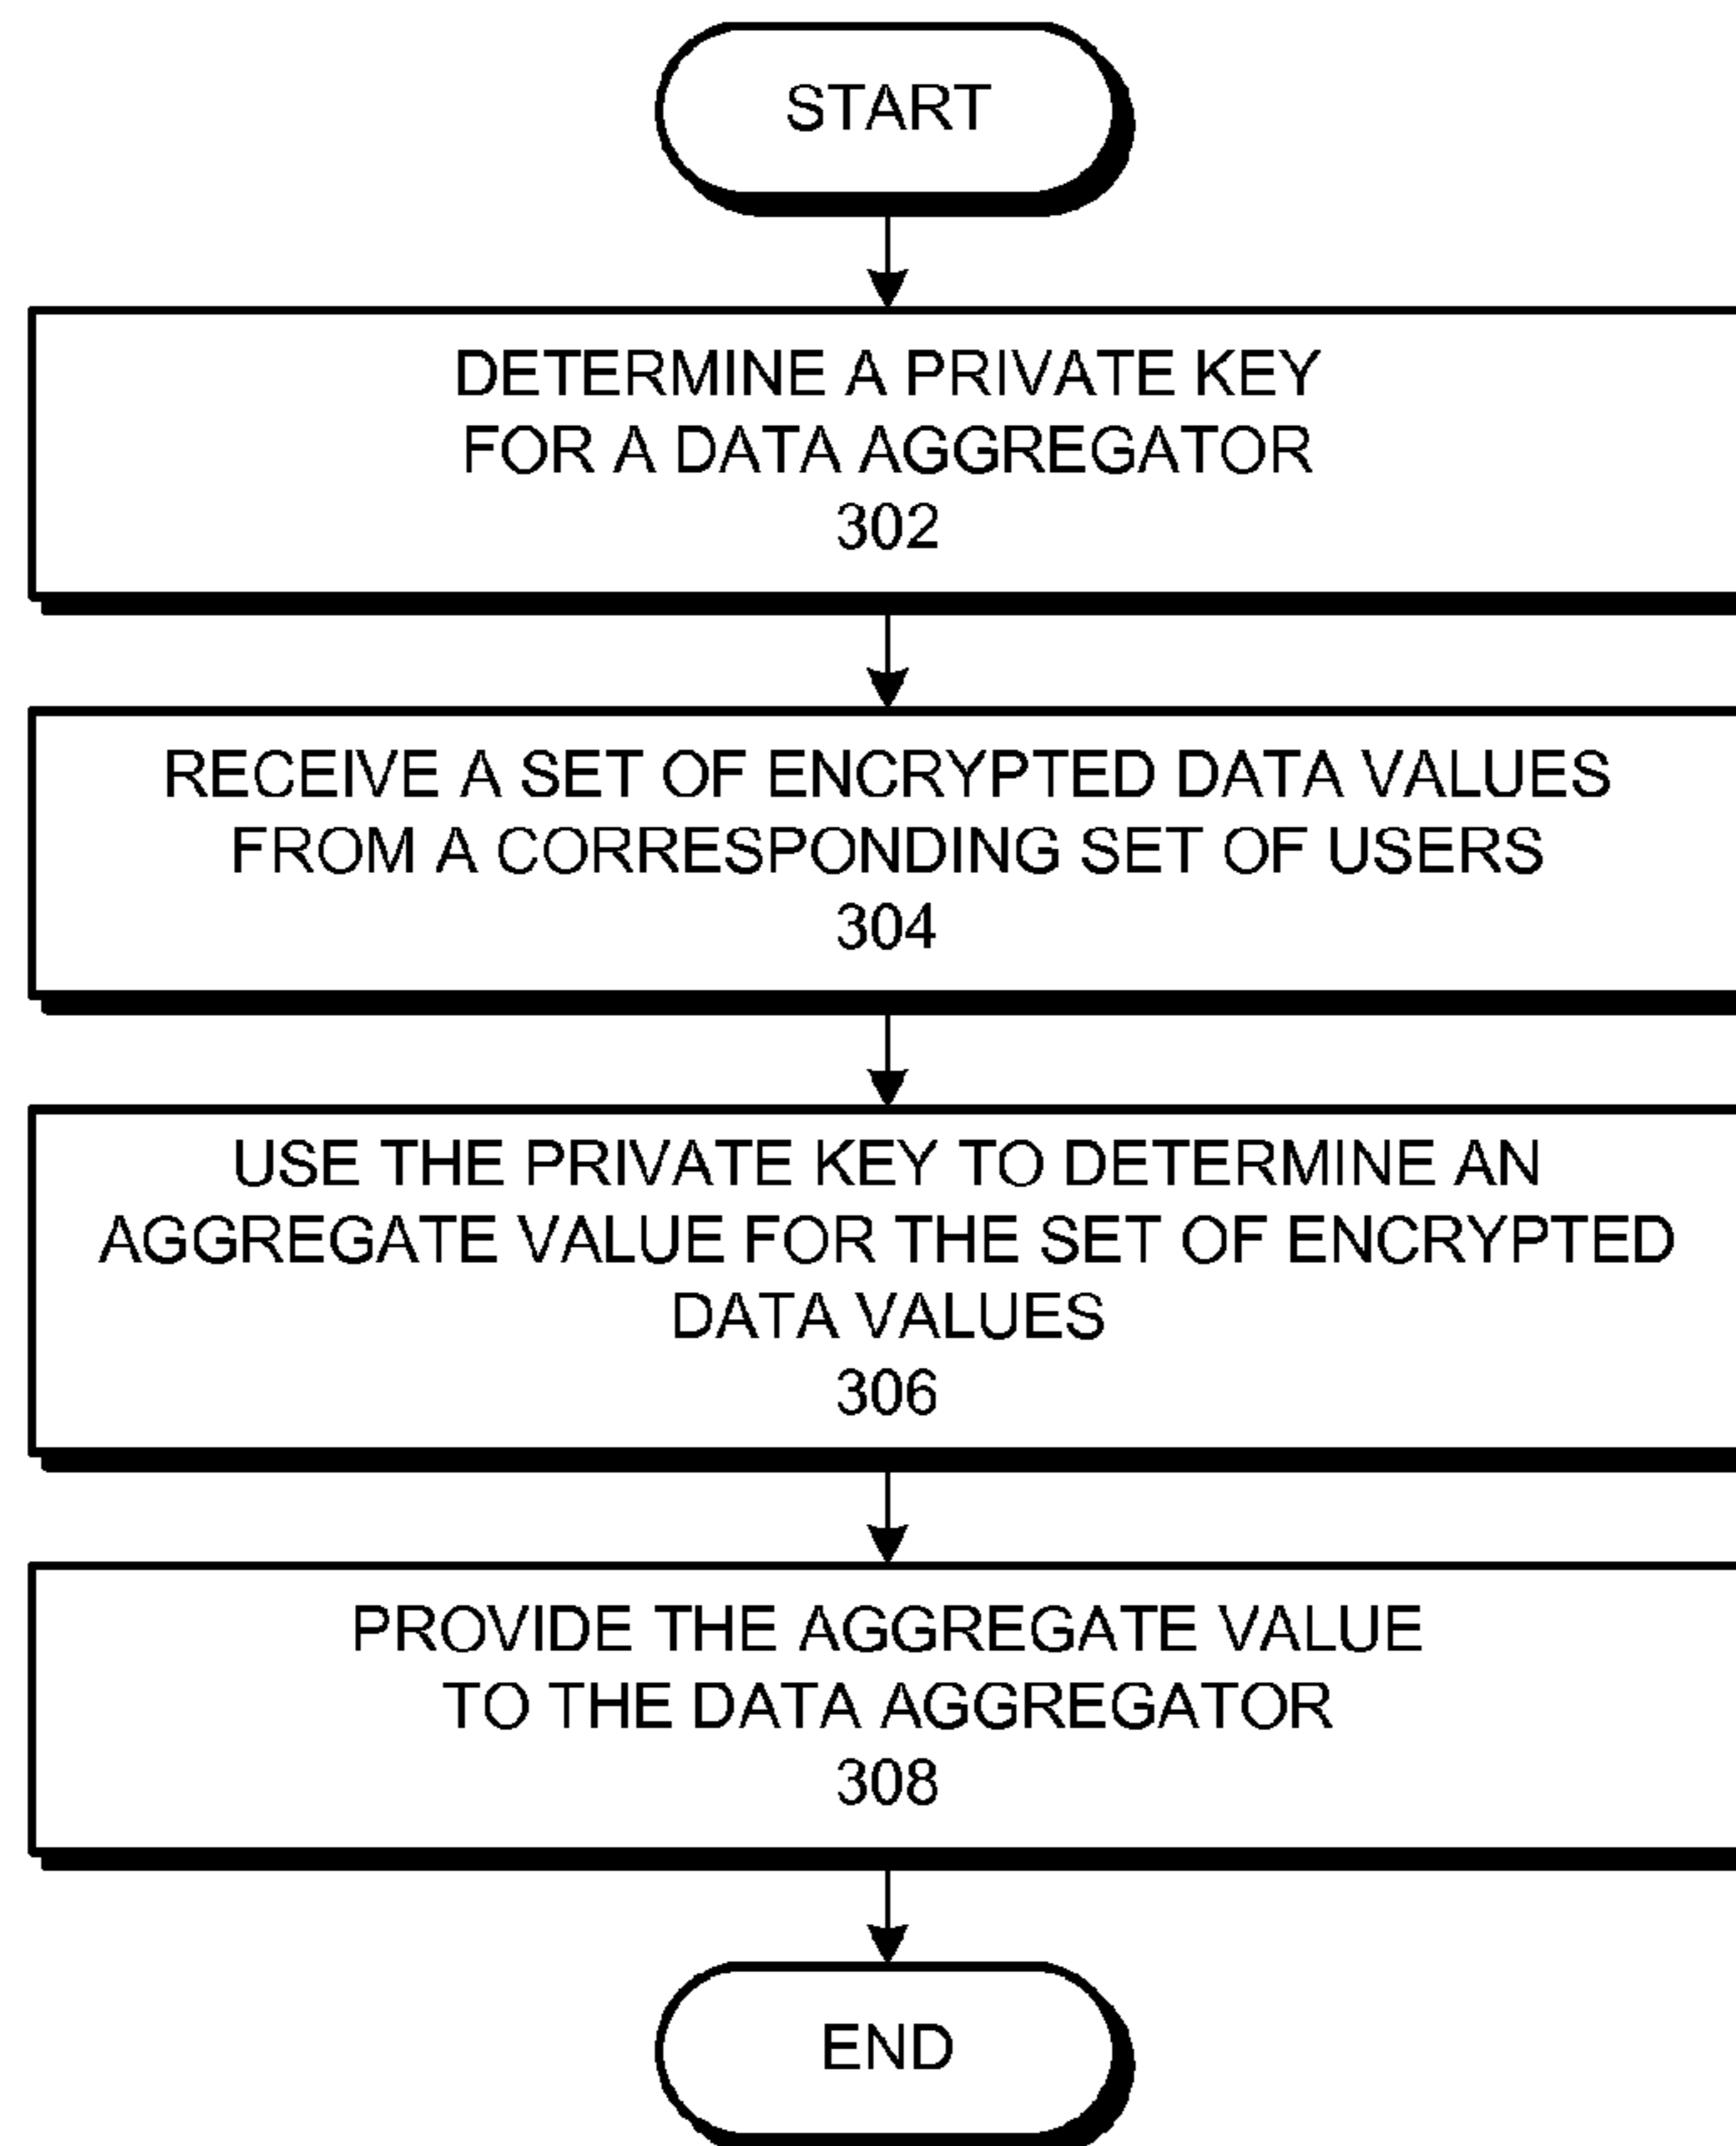 START
DETERMINE A PRIVATE KEY
FOR A DATA AGGREGATOR
302
RECEIVE A SET OF ENCRYPTED DATA VALUES
FROM A CORRESPONDING SET OF USERS
304
USE THE PRIVATE KEY TO DETERMINE AN
AGGREGATE VALUE FOR THE SET OF ENCRYPTED
DATA VALUES
306
PROVIDE THE AGGREGATE VALUE
TO THE DATA AGGREGATOR
308
END